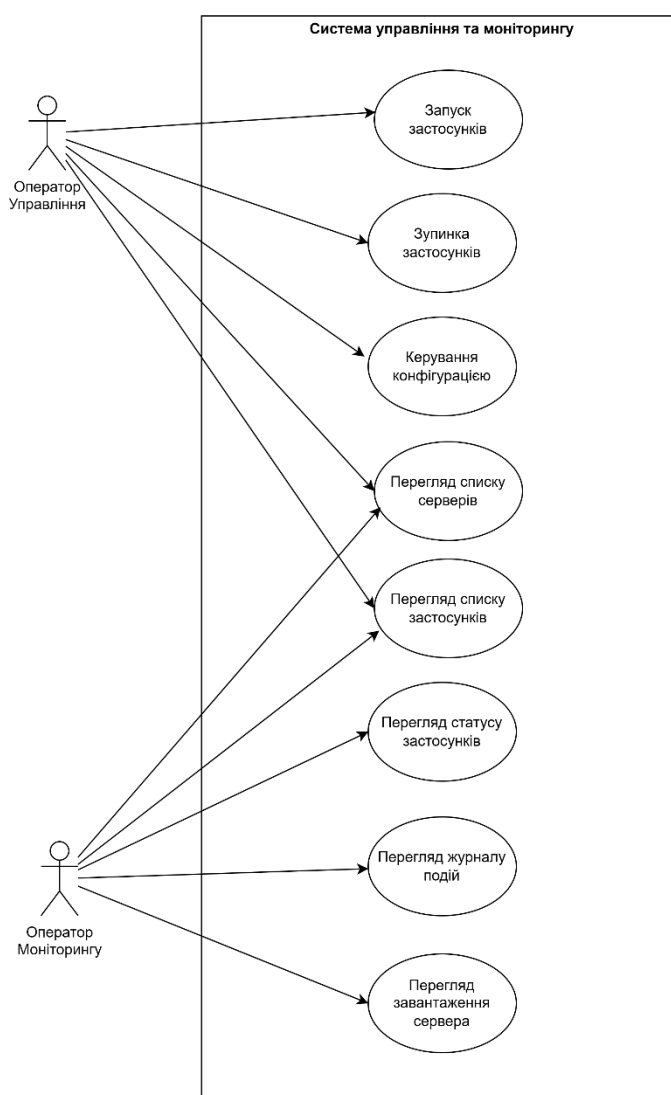 Система управління та моніторингу
Запуск
застосунків
Оператор
Управління
Зупинка
застосунків
Керування
конфігурацією
Перегляд списку
серверів
Перегляд списку
застосунків
Перегляд статусу
застосунків
Перегляд журналу
подій
Оператор
Моніторингу
Перегляд
завантаження
сервера